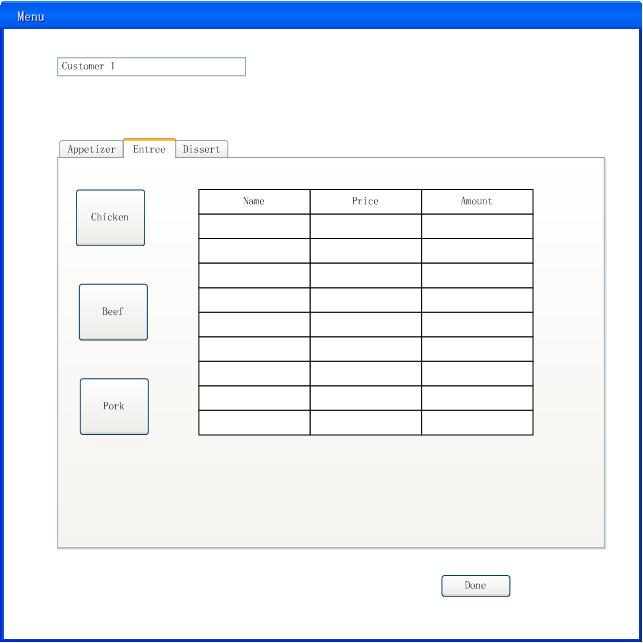 Menu
Customer 1
Appetizer Entree Dissert
Name Price Amount
Chicken
Beef
Pork
Done